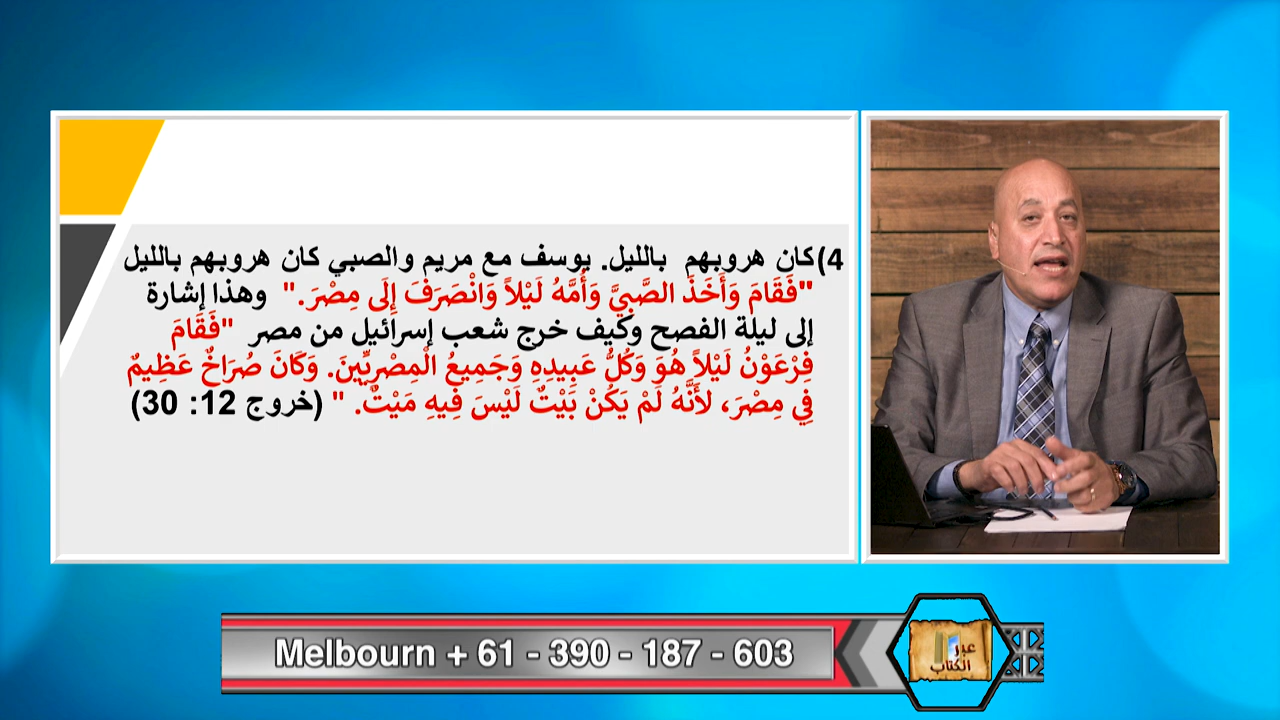 4)كان هروبهم بالليل. يوسف مع مريم والصبي كان هروبهم بالليل
"فَقَامَ وَأَخَذَ الصَّبِيَّ وَأُمَّهُ لَيْلاً وَانْصَرَفَ إِلَى مِصْرَ." وهذا إشارة
إلى ليلة الفصح وكيف خرج شعب إسرائيل من مصر "فَقَامَ
فِرْعَوْنُ لَيْلاً هُوَ وَكُلُّ عَبِيدِهِ وَجَمِيعُ الْمِصْرِيِّينَ. وَكَانَ صُرَاخٌ عَظِيمٌ
فِي مِصْرَ، لأَنَّهُ لَمْ يَكُنْ بَيْتٌ لَيْسَ فِيهِ مَيْتٌ. " (خروج 12: 30)
Melbourn + 61 - 390 - 187 - 603
عبر
الكتاب